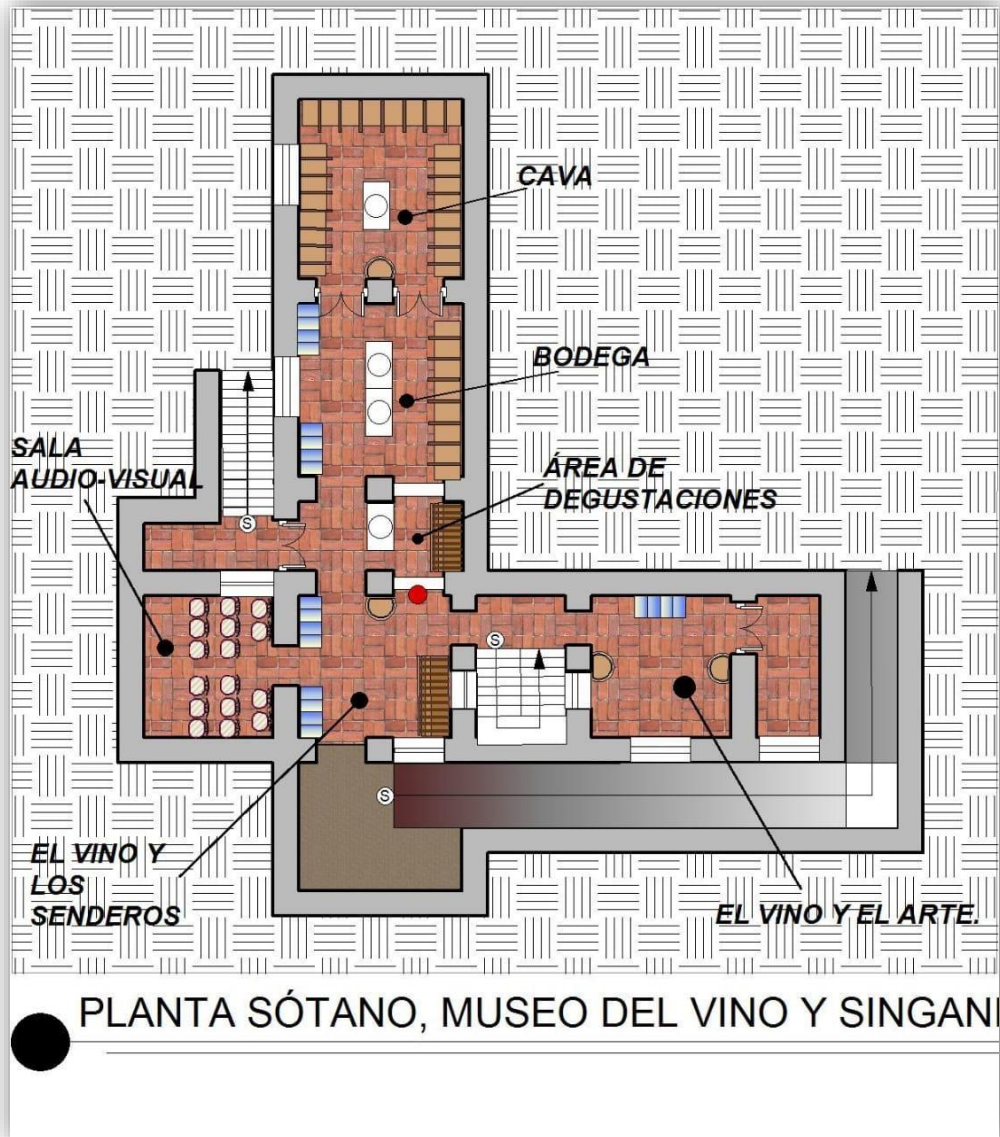 CAVA
BODEGA
SALA
AUDIO-VISUAL
ÁREA DE
DEGUSTACIONES
S
S
S
EL VINO Y
LOS
SENDEROS
EL VINO Y EL ARTE.
PLANTA SÓTANO, MUSEO DEL VINO Y SINGANI